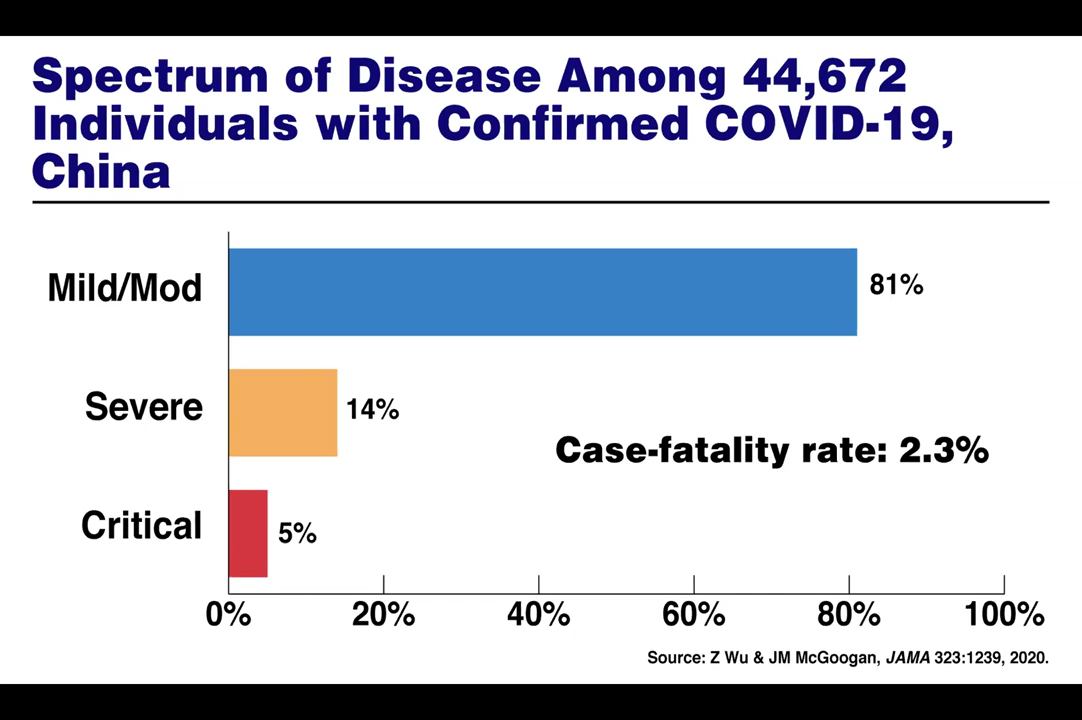 Spectrum of Disease Among 44,672
Individuals with Confirmed COVID-19,
China
Mild/Mod
81%
Severe
14%
Case-fatality rate: 2.3%
Critical
5%
0% 20% 40% 60% 80% 100%
Source: Z Wu & JM McGoogan, JAMA 323:1239, 2020.